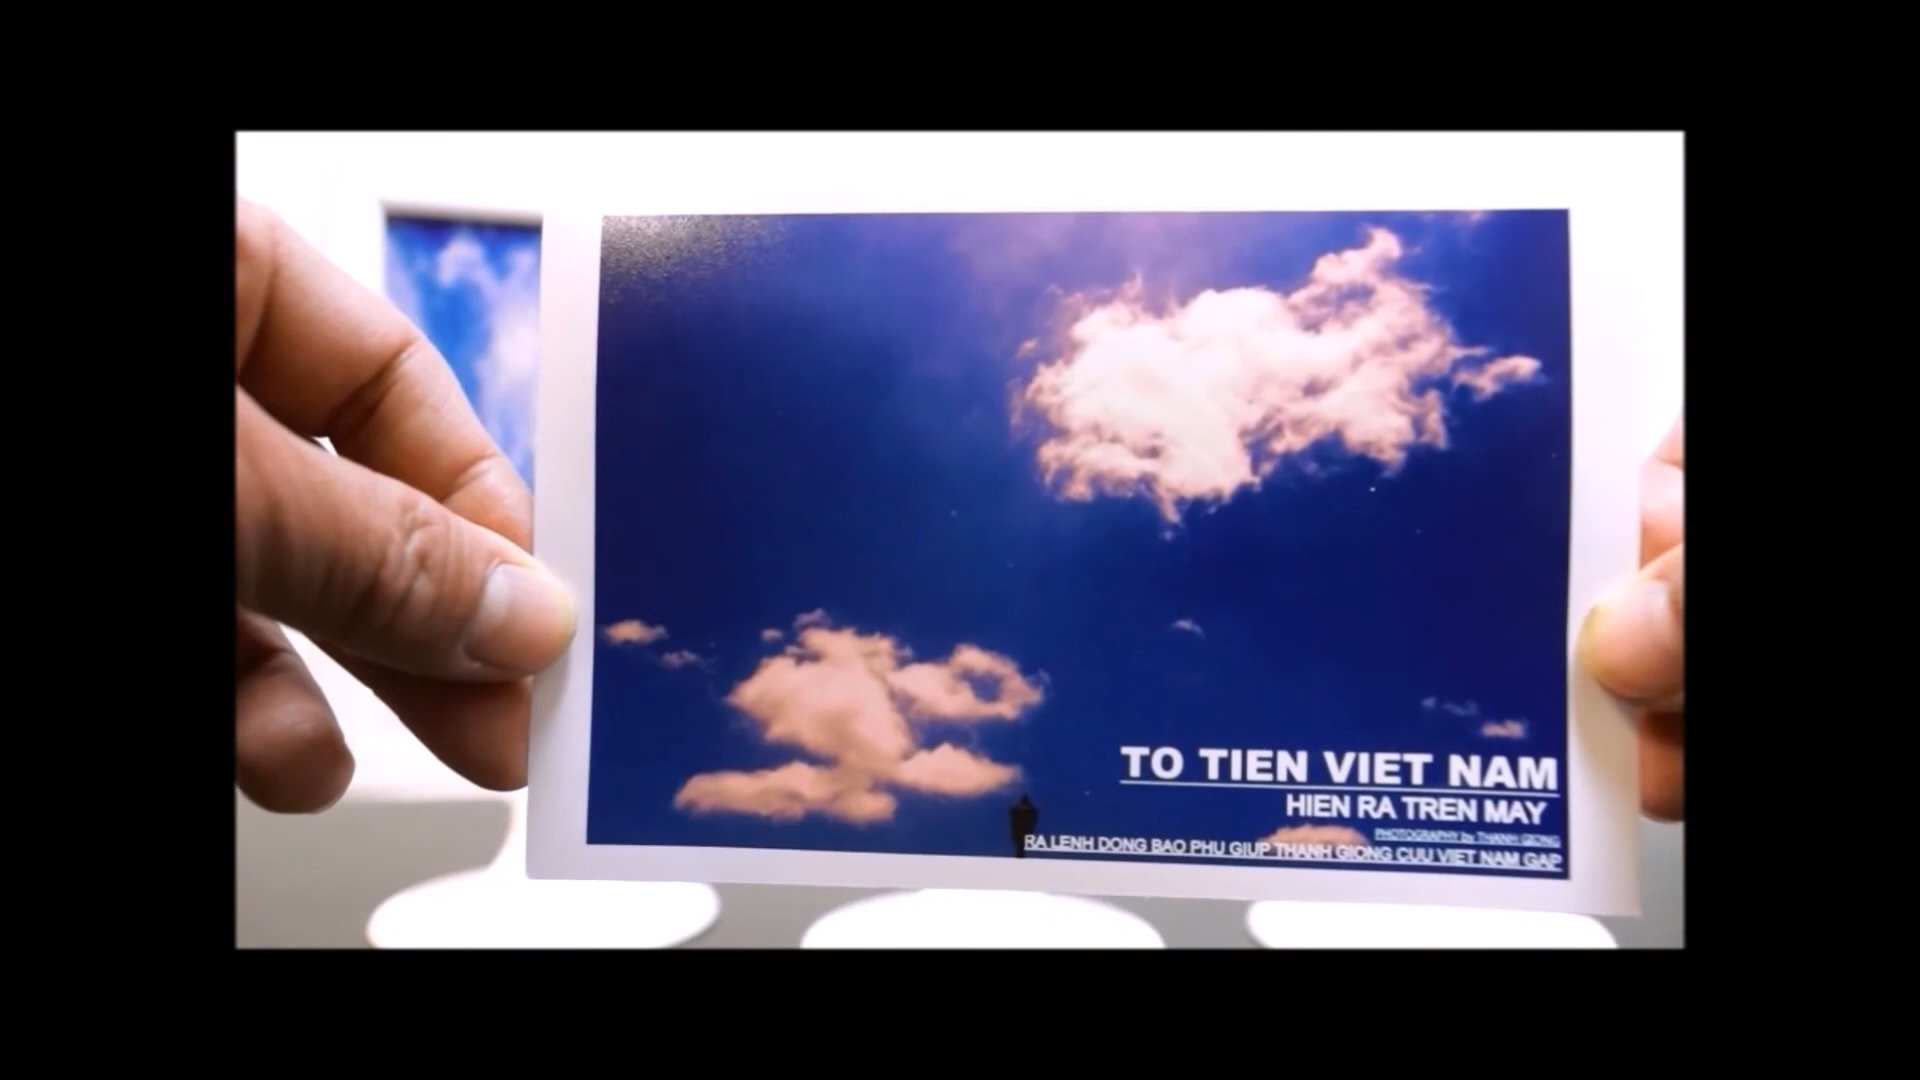 TO TIEN VIET NAM
HIEN RA TREN MAY
PHOTOGRAPHY by THANH GIONG
RA LENH DONG BAO PHU GIUP THANH GIONG CUU VIET NAM GAP